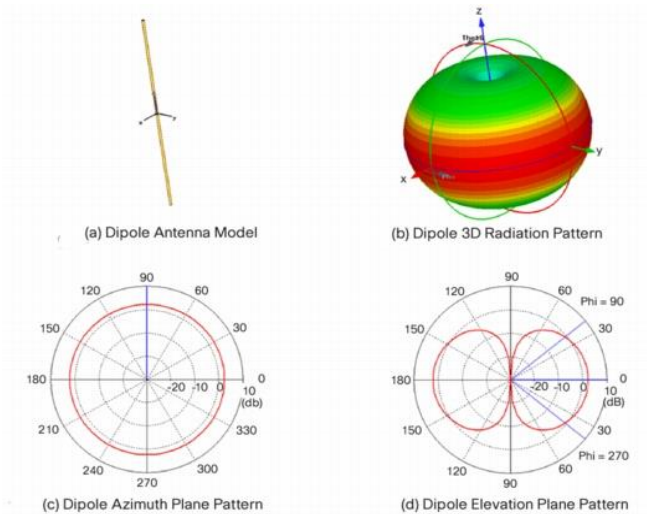 z
Theta
y
x
Phi
x
Y
(a) Dipole Antenna Model
(b) Dipole 3D Radiation Pattern
90
120
60
150
30
180
-20
-10
0
10
0
(db)
210
330
240
300
270
(c) Dipole Azimuth Plane Pattern
90
120
60
Phi = 90
150
30
180
-20
-10
0
10
0
(dB)
150
30
Phi = 270
120
60
90
(d) Dipole Elevation Plane Pattern